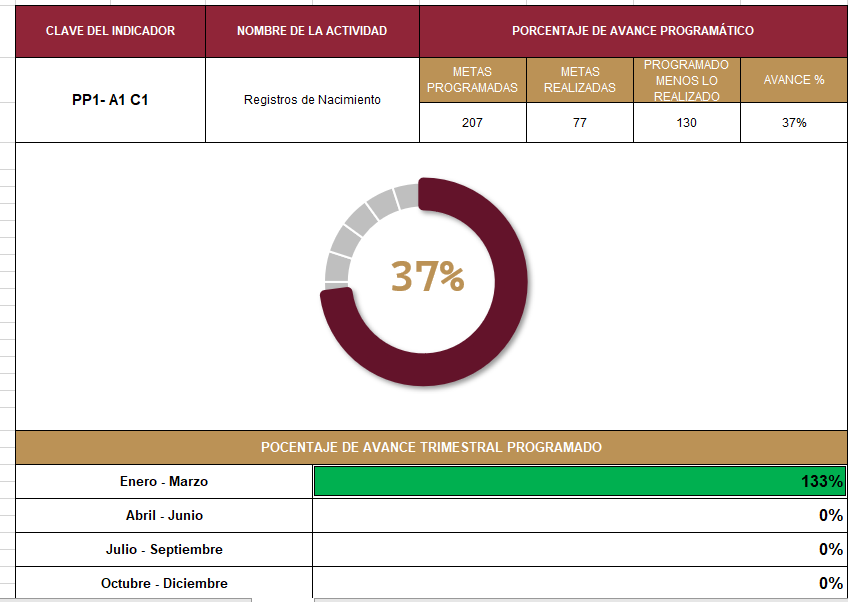 CLAVE DEL INDICADOR
NOMBRE DE LA ACTIVIDAD
PORCENTAJE DE AVANCE PROGRAMÁTICO
PP1- A1 C1
Registros de Nacimiento
METAS
PROGRAMADAS
METAS
REALIZADAS
PROGRAMADO
MENOS LO
REALIZADO
AVANCE %
207
77
130
37%
37%
POCENTAJE DE AVANCE TRIMESTRAL PROGRAMADO
Enero - Marzo
133%
Abril - Junio
0%
Julio - Septiembre
0%
Octubre - Diciembre
0%